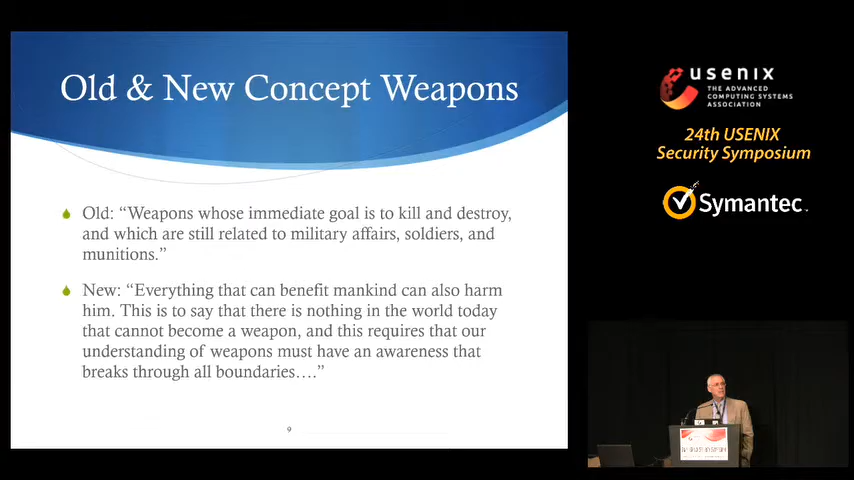 Old & New Concept Weapons
Old: “Weapons whose immediate goal is to kill and destroy,
and which are still related to military affairs, soldiers, and
munitions.”
New: “Everything that can benefit mankind can also harm
him. This is to say that there is nothing in the world today
that cannot become a weapon, and this requires that our
understanding of weapons must have an awareness that
breaks through all boundaries….”
9
usenix
THE ADVANCED
COMPUTING SYSTEMS
ASSOCIATION
24th USENIX
Security Symposium
Symantec.